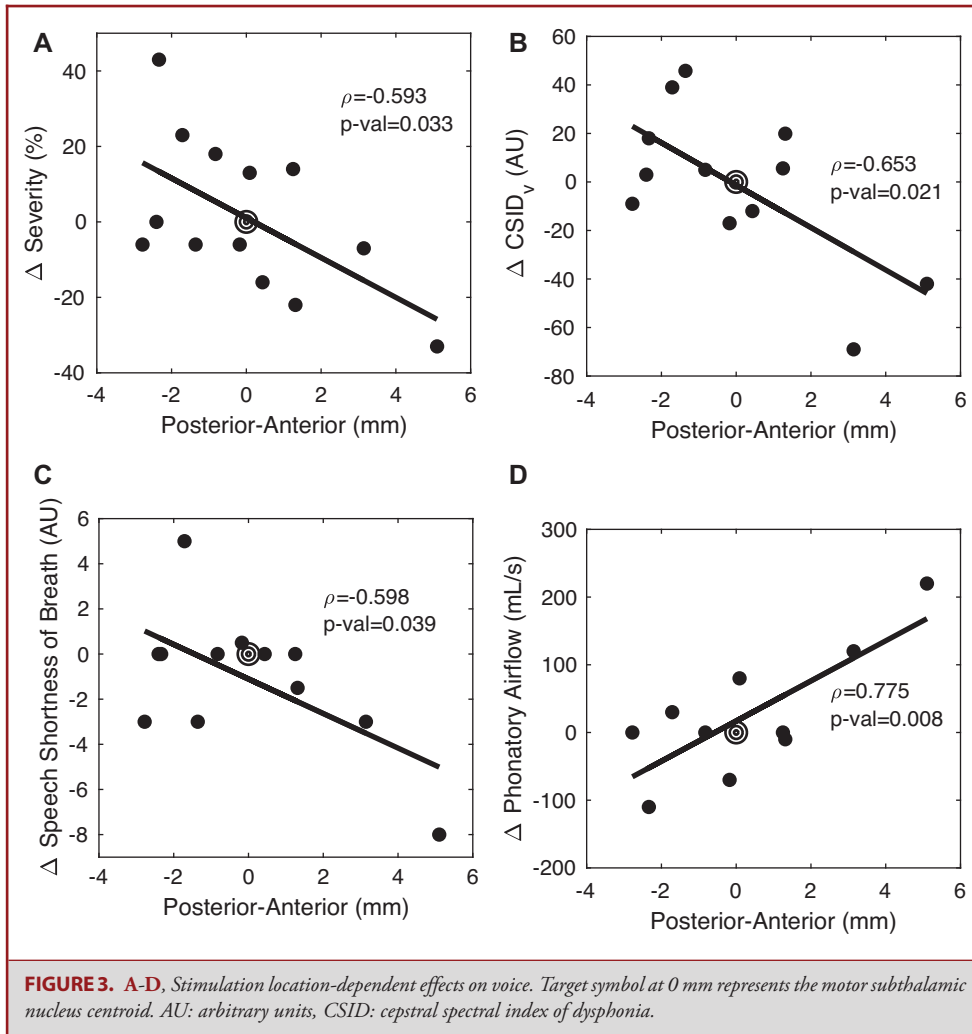 A
Δ Severity (%)
40
20
0
-20
-40
-4 -2 0 2 4 6
Posterior-Anterior (mm)
ρ=-0.593
p-val=0.033
B
Δ CSIDv (AU)
60
40
20
0
-20
-40
-60
-80
-4 -2 0 2 4 6
Posterior-Anterior (mm)
ρ=-0.653
p-val=0.021
C
Δ Speech Shortness of Breath (AU)
6
4
2
0
-2
-4
-6
-8
-4 -2 0 2 4 6
Posterior-Anterior (mm)
ρ=-0.598
p-val=0.039
D
Δ Phonatory Airflow (mL/s)
300
200
100
0
-100
-200
-4 -2 0 2 4 6
Posterior-Anterior (mm)
ρ=0.775
p-val=0.008
FIGURE 3. A-D, Stimulation location-dependent effects on voice. Target symbol at 0 mm represents the motor subthalamic
nucleus centroid. AU: arbitrary units, CSID: cepstral spectral index of dysphonia.